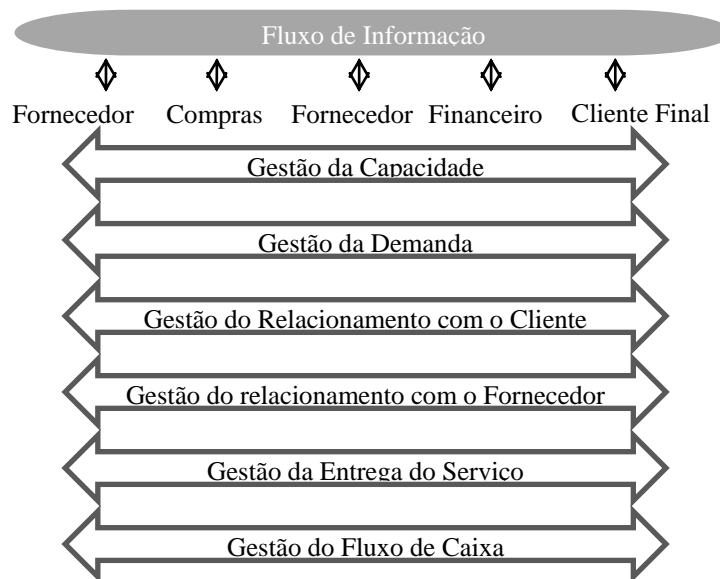 Fluxo de Informação
Fornecedor Compras Fornecedor Financeiro Cliente Final
Gestão da Capacidade
Gestão da Demanda
Gestão do Relacionamento com o Cliente
Gestão do relacionamento com o Fornecedor
Gestão da Entrega do Serviço
Gestão do Fluxo de Caixa